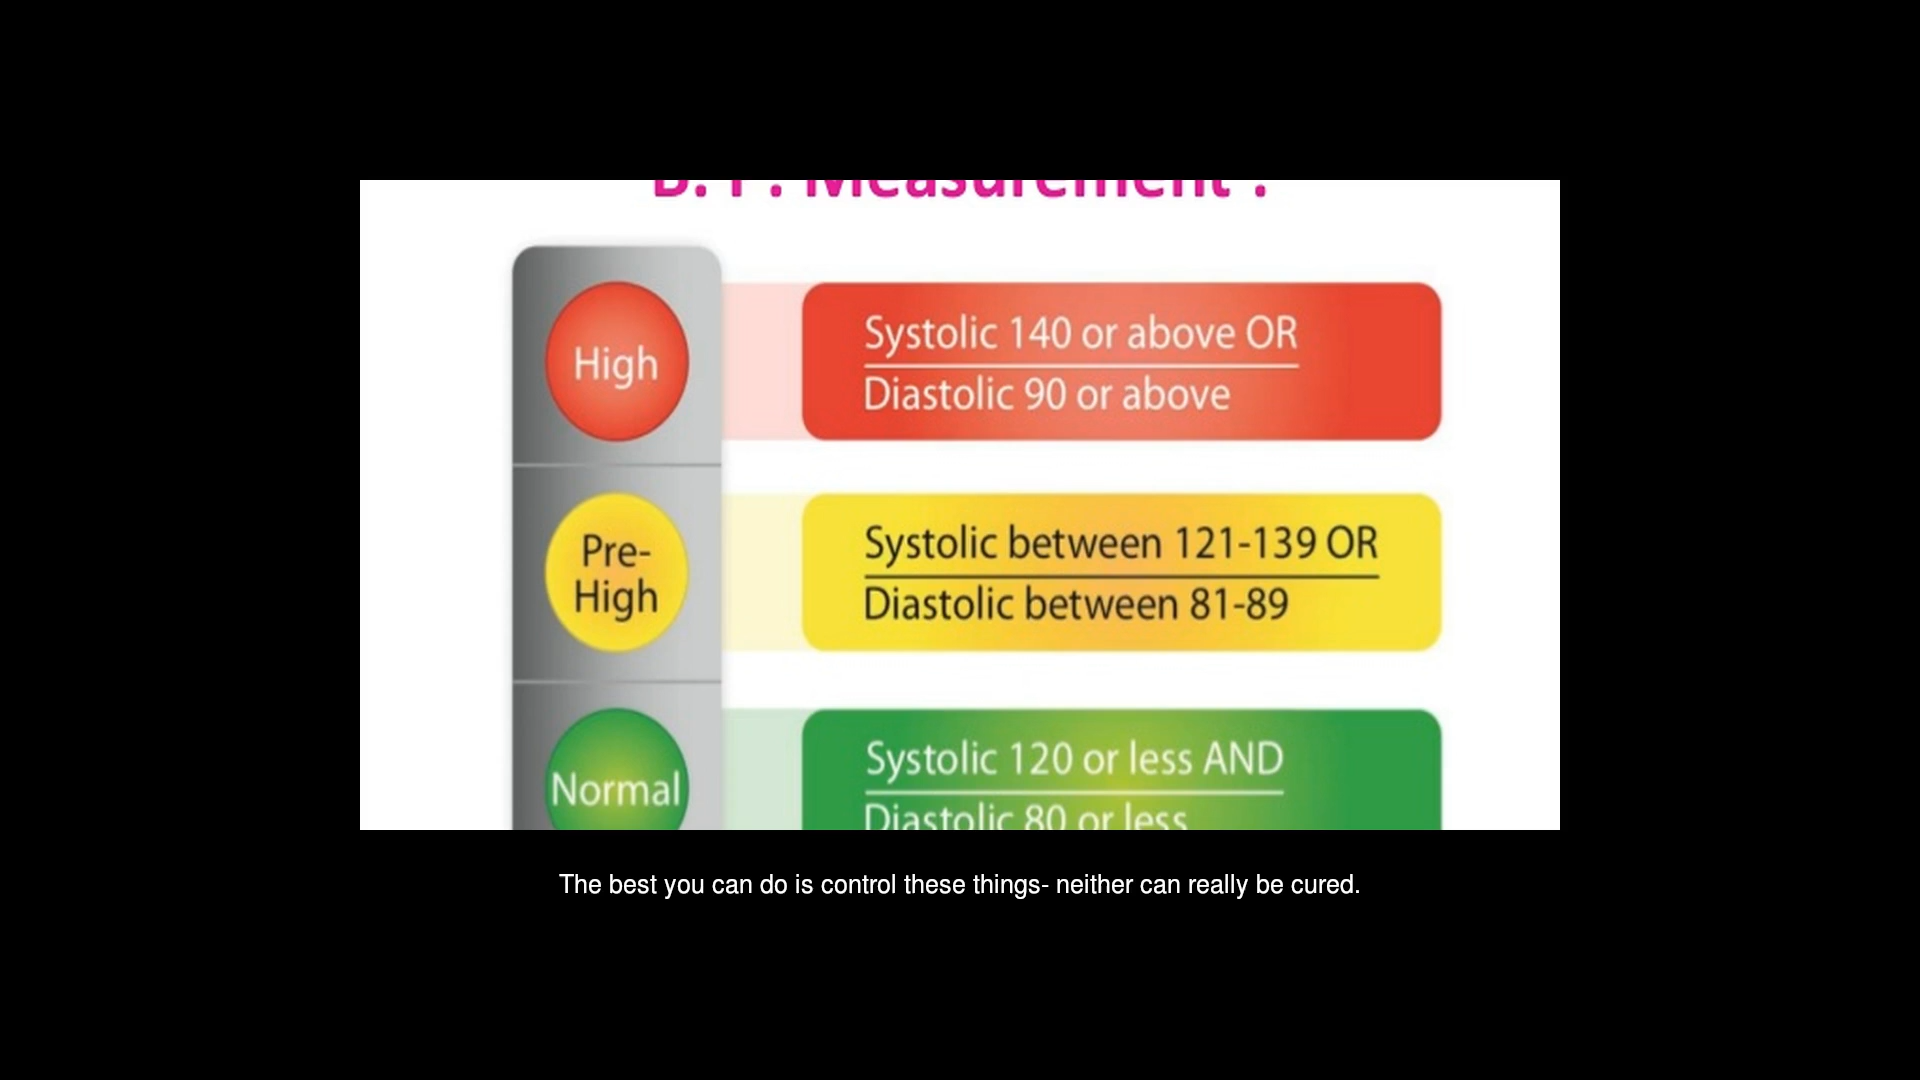 B. P. Measurement :
High
Systolic 140 or above OR
Diastolic 90 or above
Pre-
High
Systolic between 121-139 OR
Diastolic between 81-89
Normal
Systolic 120 or less AND
Diastolic 80 or less
The best you can do is control these things- neither can really be cured.